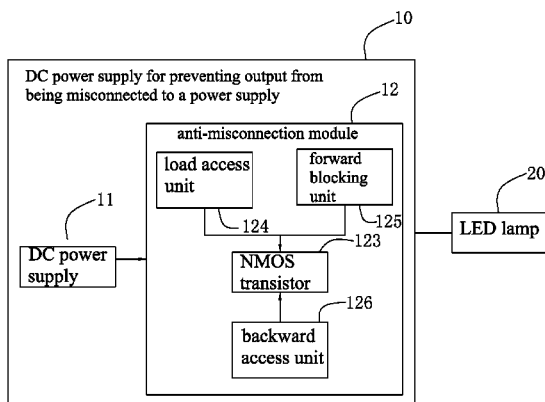 10
DC power supply for preventing output from
being misconnected to a power supply
12
anti-misconnection module
load access
unit
forward
blocking
unit
124
125
20
LED lamp
11
DC power
supply
123
NMOS
transistor
126
backward
access unit